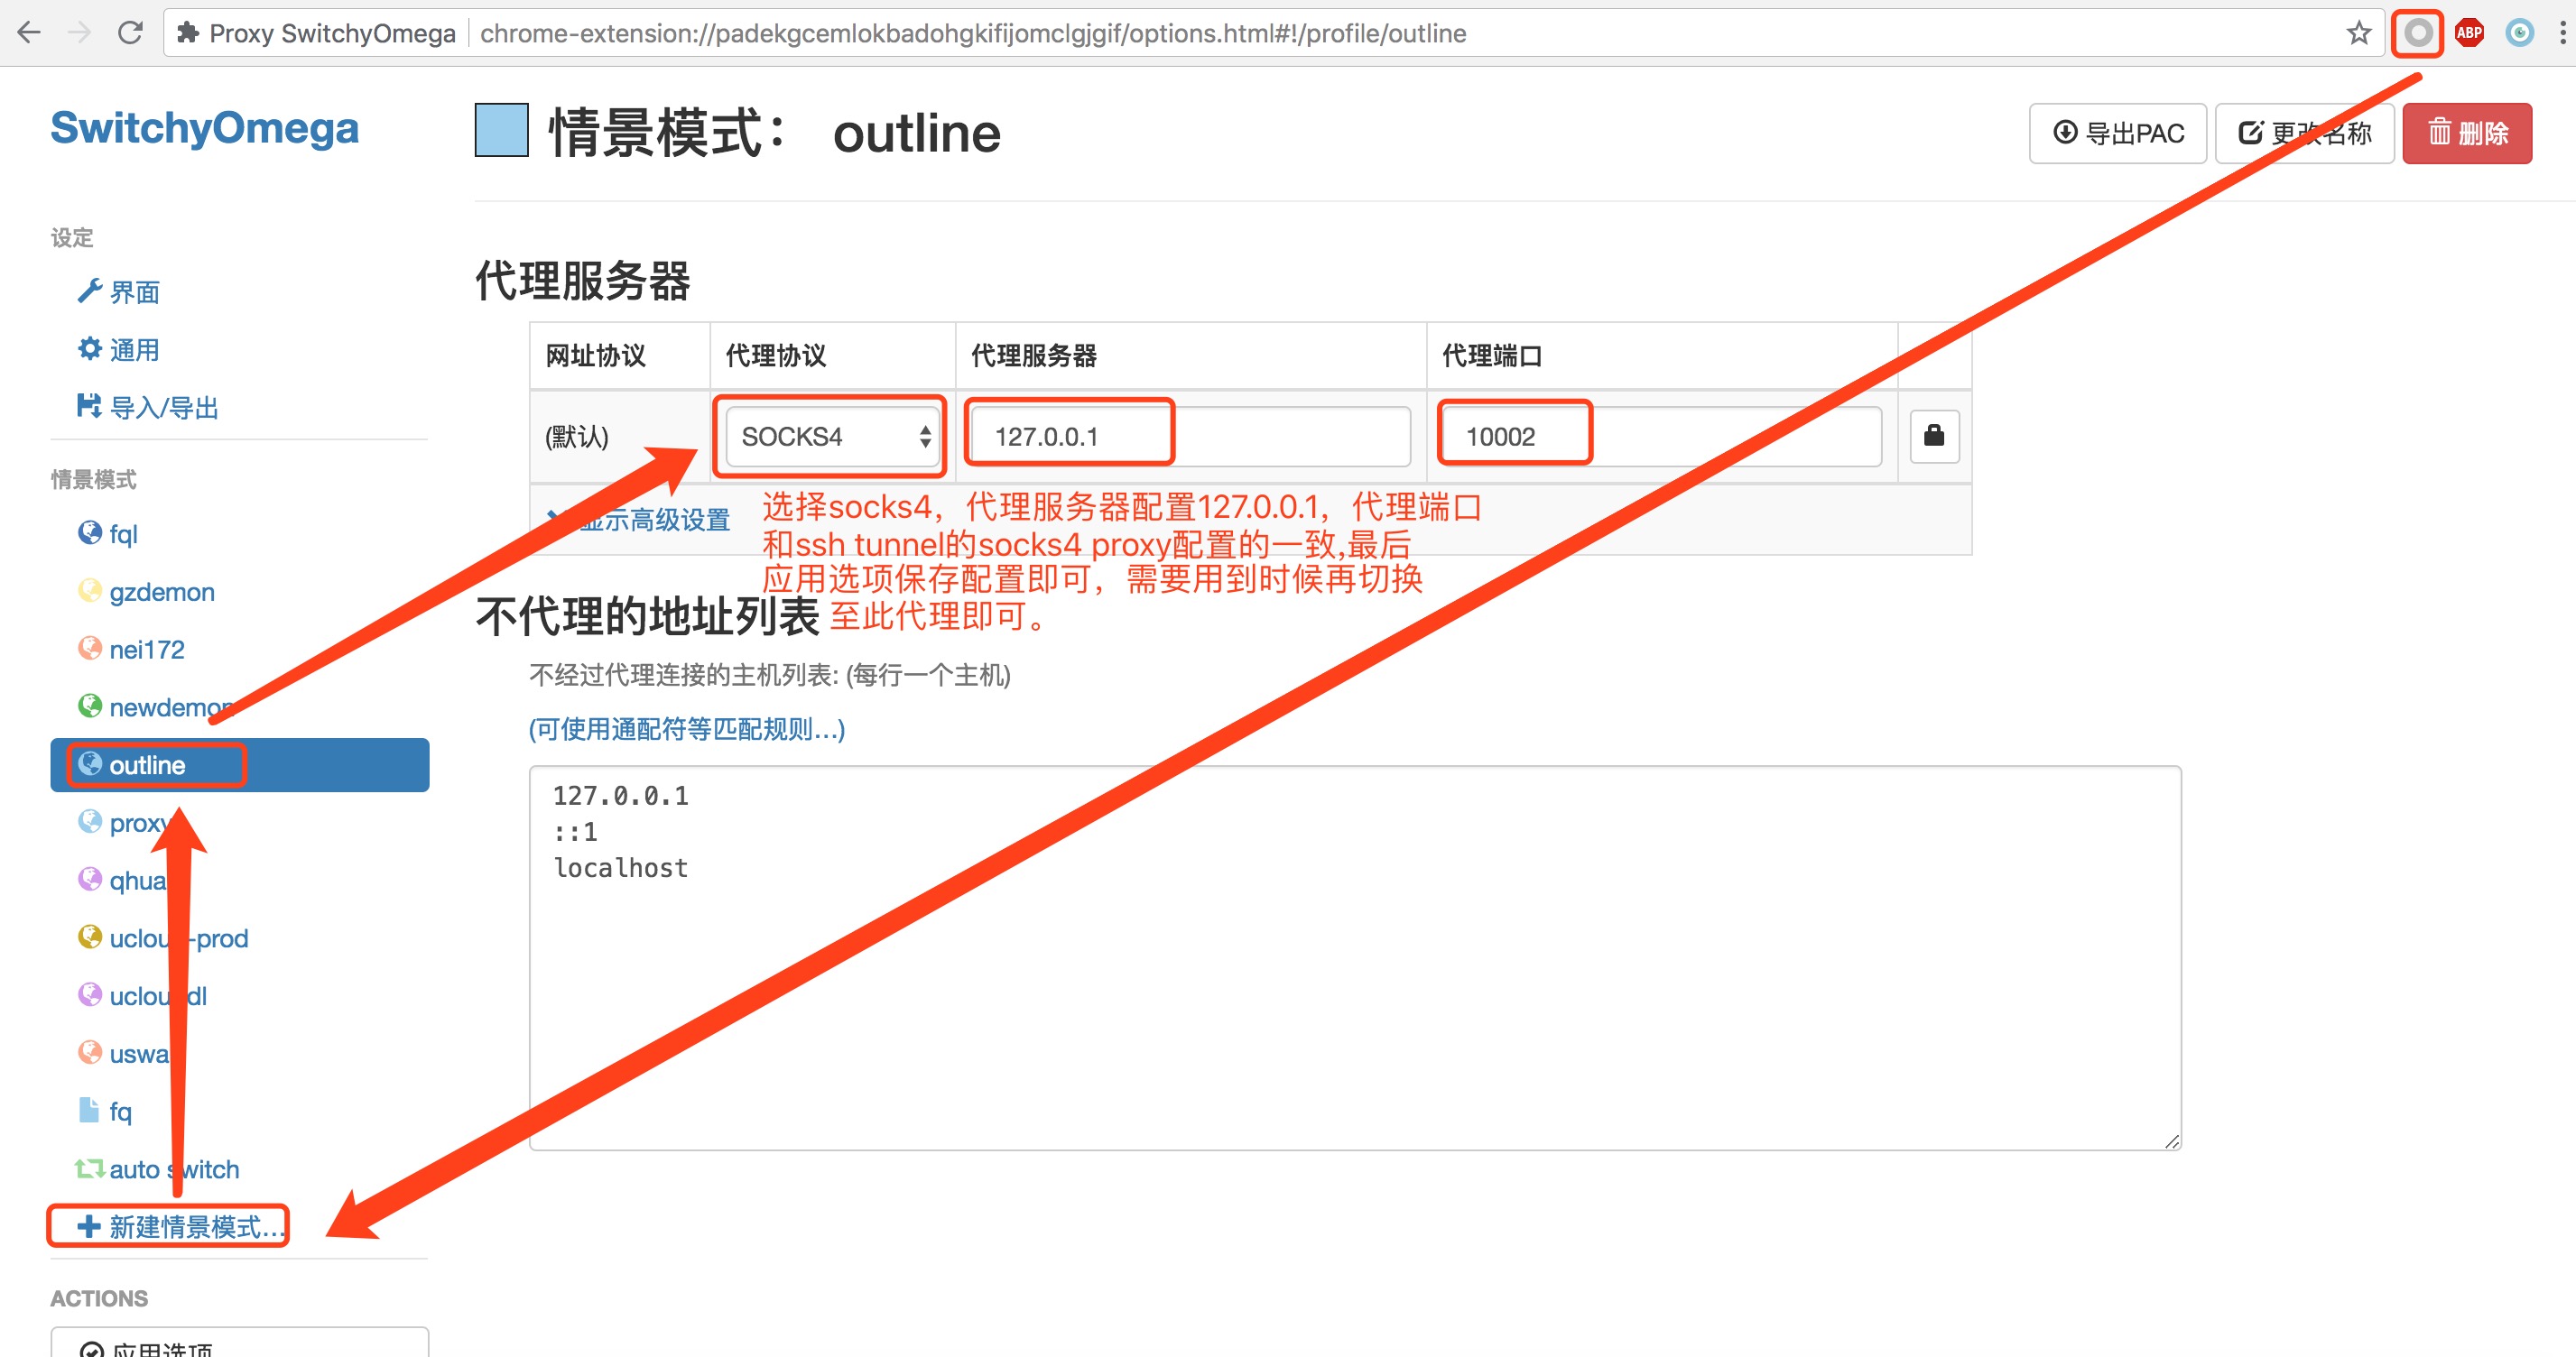 Proxy SwitchyOmega
chrome-extension://padekgcemlokbadohgkifijomclgjgif/options.html#!/profile/outline
ABP
SwitchyOmega
情景模式： outline
导出PAC
更改名称
删除
设定
界面
通用
导入/导出
情景模式
fql
gzdemon
nei172
newdemon
outline
proxy
qhua
ucloud-prod
uswa
fq
auto switch
新建情景模式...
ACTIONS
应用选项
代理服务器
网址协议 代理协议 代理服务器 代理端口
(默认) SOCKS4 127.0.0.1 10002
显示高级设置
选择socks4，代理服务器配置127.0.0.1，代理端口
和ssh tunnel的socks4 proxy配置的一致,最后
应用选项保存配置即可，需要用到时候再切换
至此代理即可。
不代理的地址列表
不经过代理连接的主机列表: (每行一个主机)
(可使用通配符等匹配规则...)
127.0.0.1
::1
localhost